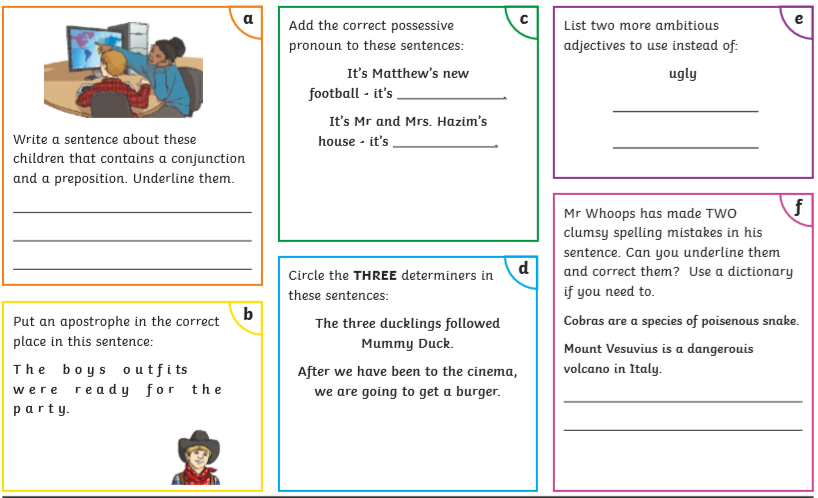 a
Write a sentence about these
children that contains a conjunction
and a preposition. Underline them.
b
Put an apostrophe in the correct
place in this sentence:
The boys outfits
were ready for the
party.
c
Add the correct possessive
pronoun to these sentences:
It's Matthew's new
football - it's ______________.
It's Mr and Mrs. Hazim's
house - it's ______________.
d
Circle the THREE determiners in
these sentences:
The three ducklings followed
Mummy Duck.
After we have been to the cinema,
we are going to get a burger.
e
List two more ambitious
adjectives to use instead of:
ugly
f
Mr Whoops has made TWO
clumsy spelling mistakes in his
sentence. Can you underline them
and correct them? Use a dictionary
if you need to.
Cobras are a species of poisenous snake.
Mount Vesuvius is a dangerouis
volcano in Italy.